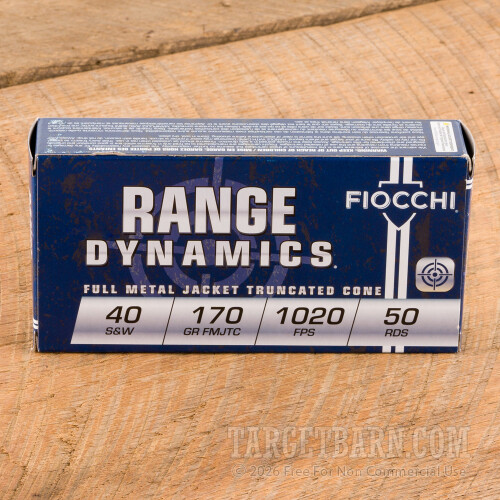 RANGE
DYNAMICS
FIOCCHI
FULL METAL JACKET TRUNCATED CONE
40 170 1020 50
S&W GR FMJTC FPS RDS
TARGETBARN.COM
© 2026 Free For Non Commercial Use